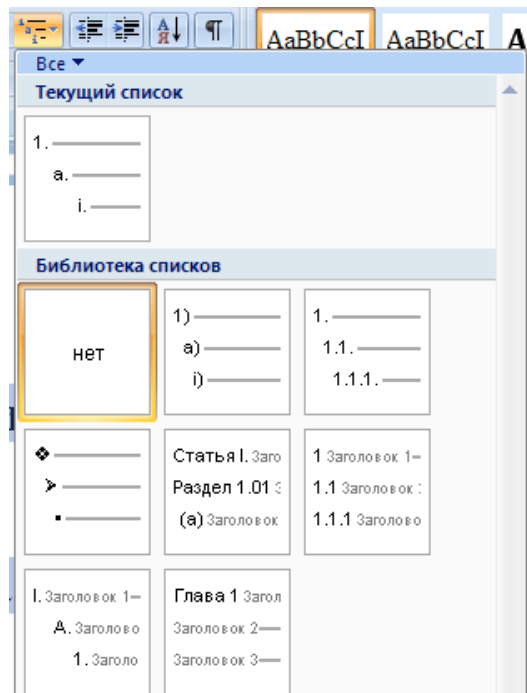 AaBbCcI AaBbCcI A
Все
Текущий список
1.
a.
i.
Библиотека списков
нет
1)
a)
i)
1.
1.1.
1.1.1.
Статья I. Заго
Раздел 1.01 З
(a) Заголовок
1 Заголовок 1
1.1 Заголовок
1.1.1 Заголово
I. Заголовок 1
A. Заголово
1. Заголо
Глава 1 Загол
Заголовок 2
Заголовок 3